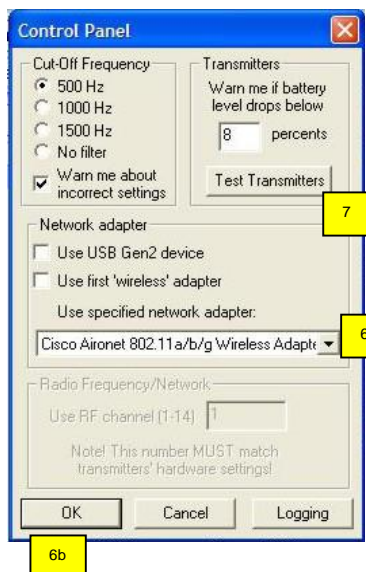 Control Panel
Cut-Off Frequency
500 Hz
1000 Hz
1500 Hz
No filter
Warn me about
incorrect settings
Transmitters
Warn me if battery
level drops below
8 percents
Test Transmitters
7
Network adapter
Use USB Gen2 device
Use first 'wireless' adapter
Use specified network adapter:
Cisco Aironet 802.11a/b/g Wireless Adapte
6
Radio Frequency/Network
Use RF channel (1-14) 1
Note! This number MUST match
transmitters' hardware settings!
OK Cancel Logging
6b